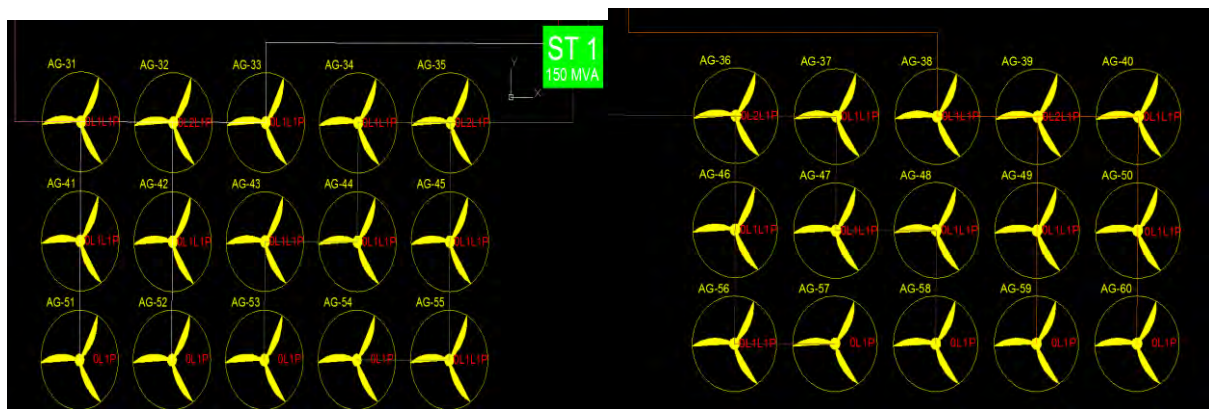 ST 1
150 MVA
Y
X
AG-31 AG-32 AG-33 AG-34 AG-35
0L1L1P 0L2L1P 0L1L1P 0L1L1P 0L2L1P
AG-41 AG-42 AG-43 AG-44 AG-45
0L1L1P 0L1L1P 0L1L1P 0L1L1P 0L1L1P
AG-51 AG-52 AG-53 AG-54 AG-55
0L1P 0L1P 0L1P 0L1P 0L1L1P
AG-36 AG-37 AG-38 AG-39 AG-40
0L2L1P 0L1L1P 0L1L1P 0L2L1P 0L1L1P
AG-46 AG-47 AG-48 AG-49 AG-50
0L1L1P 0L1L1P 0L1L1P 0L1L1P 0L1L1P
AG-56 AG-57 AG-58 AG-59 AG-60
0L1L1P 0L1P 0L1P 0L1P 0L1P